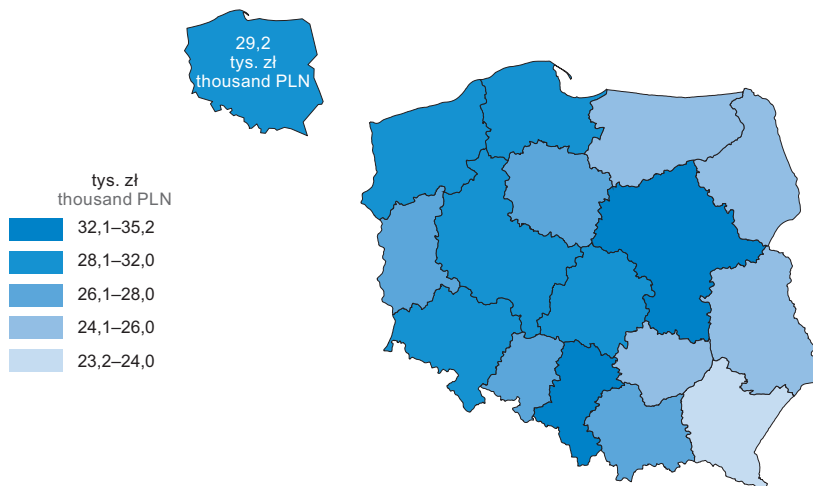 29,2
tys. zł
thousand PLN
tys. zł
thousand PLN
32,1–35,2
28,1–32,0
26,1–28,0
24,1–26,0
23,2–24,0